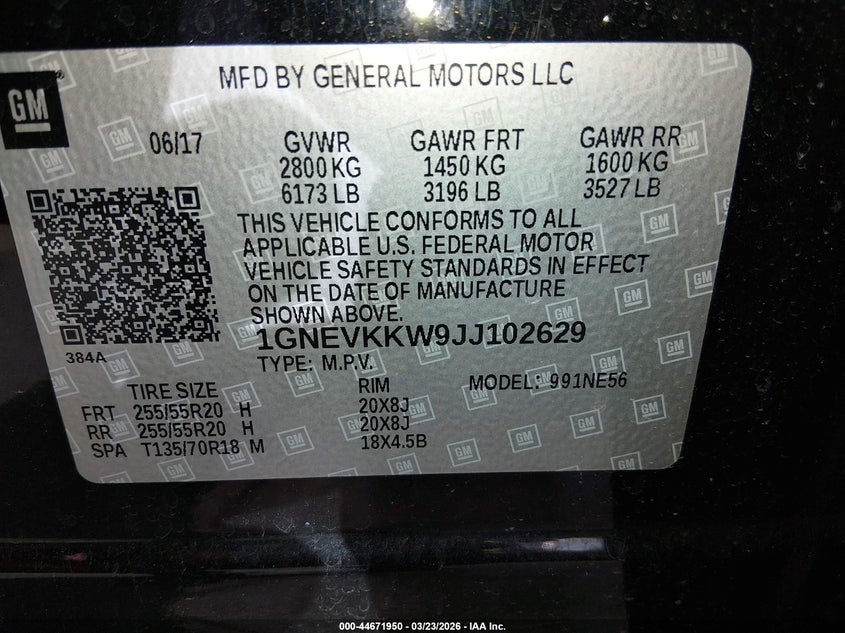 MFD BY GENERAL MOTORS LLC
GM
06/17 GVWR GAWR FRT GAWR RR
2800 KG 1450 KG 1600 KG
6173 LB 3196 LB 3527 LB
THIS VEHICLE CONFORMS TO ALL
APPLICABLE U.S. FEDERAL MOTOR
VEHICLE SAFETY STANDARDS IN EFFECT
ON THE DATE OF MANUFACTURE
SHOWN ABOVE.
1GNEVKKW9JJ102629
384A
TYPE: M.P.V.
TIRE SIZE RIM MODEL: 991NE56
FRT 255/55R20 H 20X8J
RR 255/55R20 H 20X8J
SPA T135/70R18 M 18X4.5B
000-44671950 - 03/23/2026 - IAA Inc.